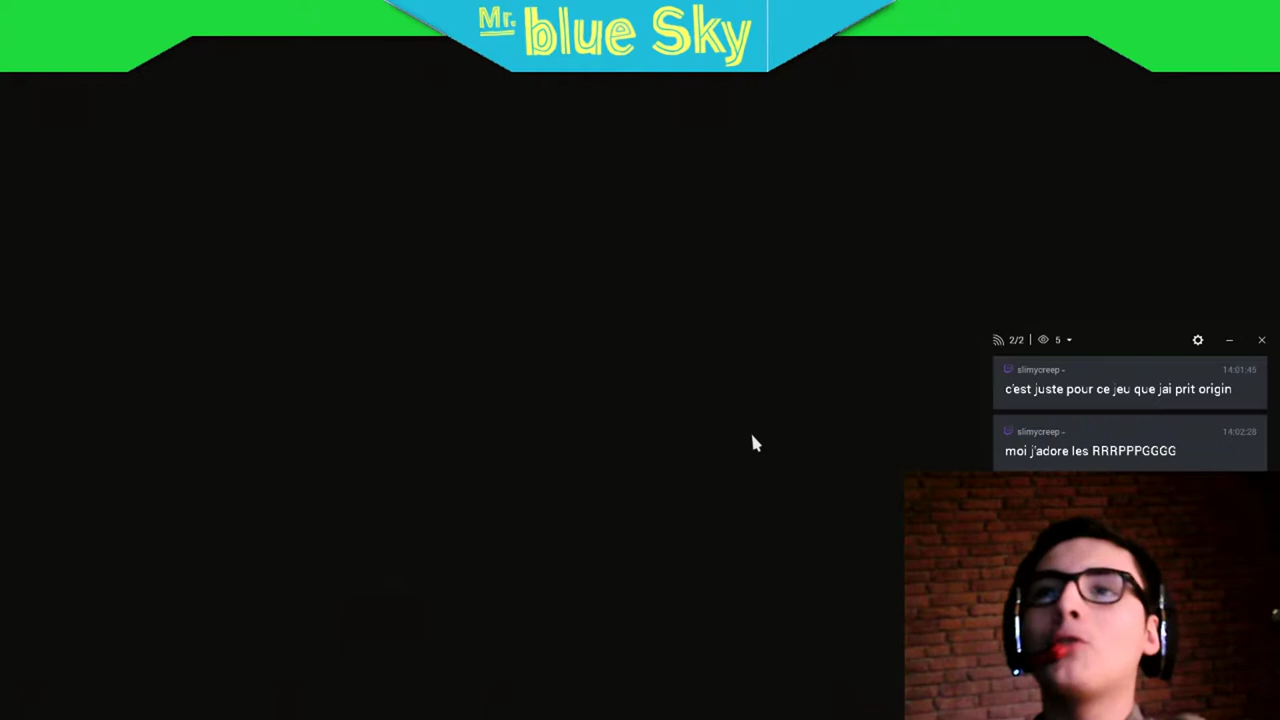 Mr. blue Sky
2/2 5
slimycreep 14:01:45
c'est juste pour ce jeu que jai prit origin
slimycreep 14:02:28
moi j'adore les RRRPPPGGGG